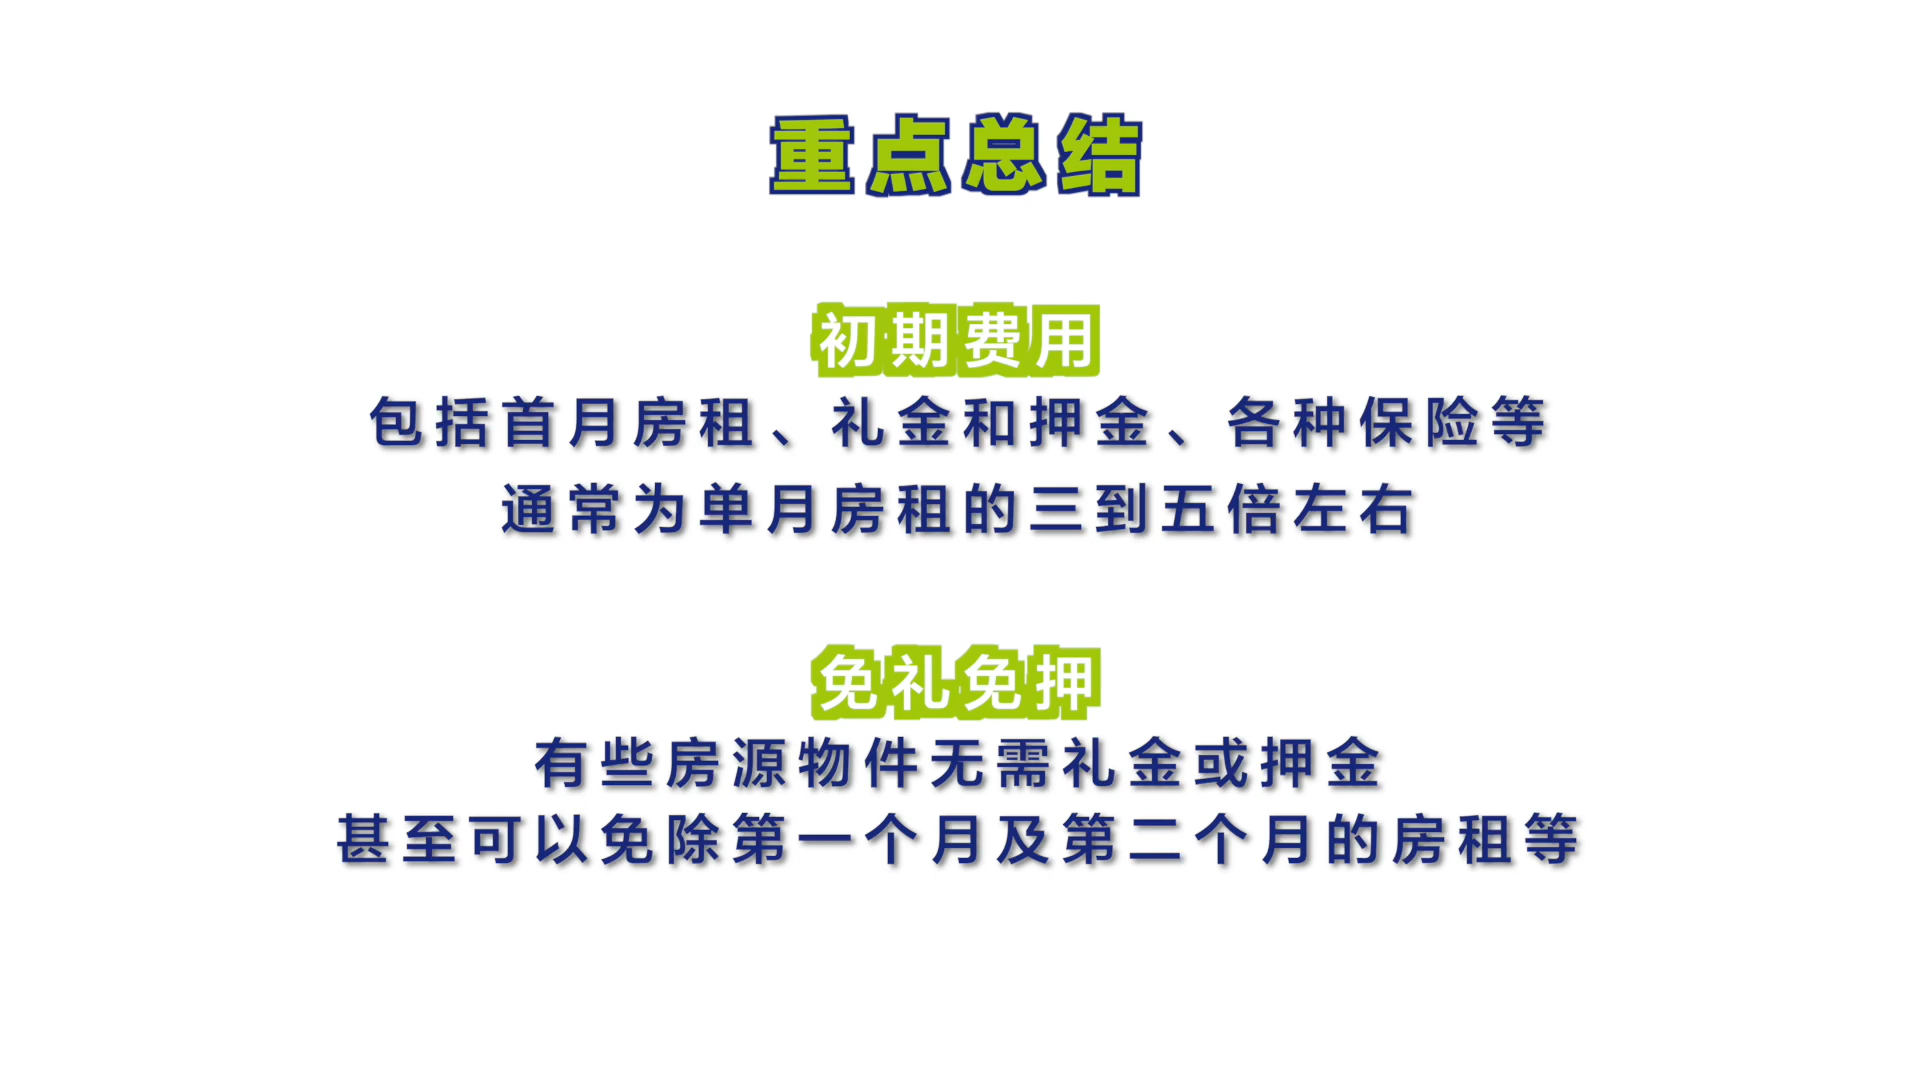 重点总结
初期费用
包括首月房租、礼金和押金、各种保险等
通常为单月房租的三到五倍左右
免礼免押
有些房源物件无需礼金或押金
甚至可以免除第一个月及第二个月的房租等